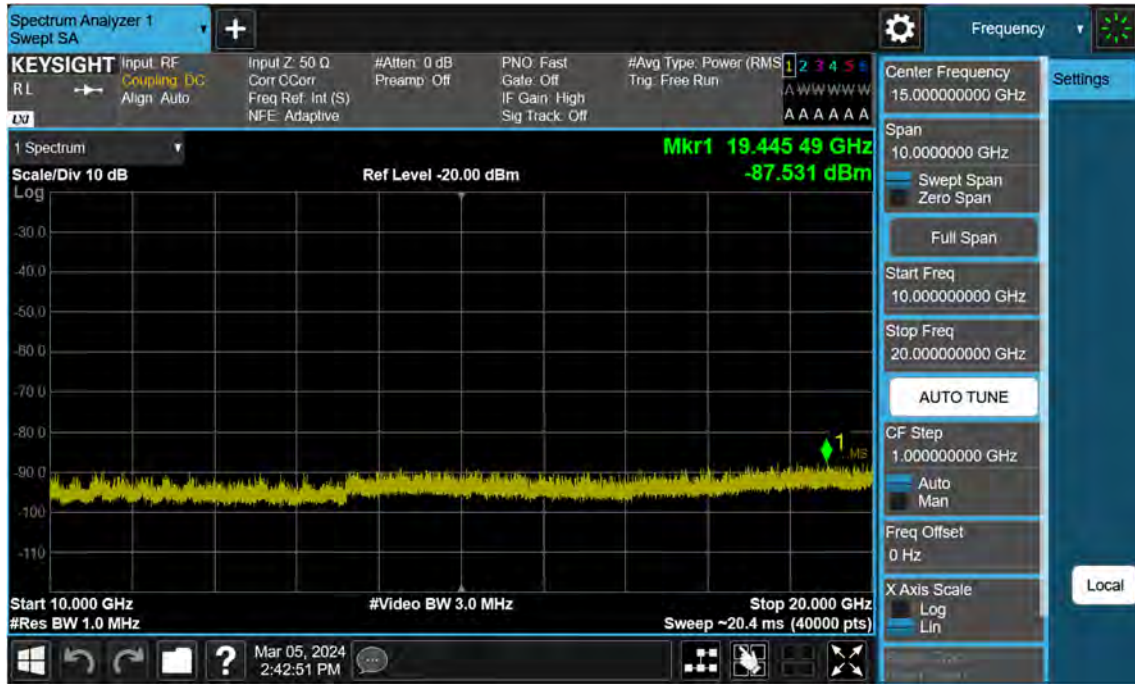 Spectrum Analyzer 1
Swept SA
Frequency
KEYSIGHT
RL
LXI
Input: RF
Coupling: DC
Align: Auto
Input Z: 50 Ω
Corr CCorr
Freq Ref: Int (S)
NFE: Adaptive
#Atten: 0 dB
Preamp: Off
PNO: Fast
Gate: Off
IF Gain: High
Sig Track: Off
#Avg Type: Power (RMS
Trig: Free Run
1 2 3 4 5 6
A W W W W W
A A A A A A
1 Spectrum
Scale/Div 10 dB
Ref Level -20.00 dBm
Mkr1 19.445 49 GHz
-87.531 dBm
Log
-30.0
-40.0
-50.0
-60.0
-70.0
-80.0
-90.0
-100
-110
1
Start 10.000 GHz
#Res BW 1.0 MHz
#Video BW 3.0 MHz
Stop 20.000 GHz
Sweep ~20.4 ms (40000 pts)
Center Frequency
15.000000000 GHz
Span
10.0000000 GHz
Swept Span
Zero Span
Full Span
Start Freq
10.000000000 GHz
Stop Freq
20.000000000 GHz
AUTO TUNE
CF Step
1.000000000 GHz
Auto
Man
Freq Offset
0 Hz
X Axis Scale
Log
Lin
Settings
Local
?
Mar 05, 2024
2:42:51 PM